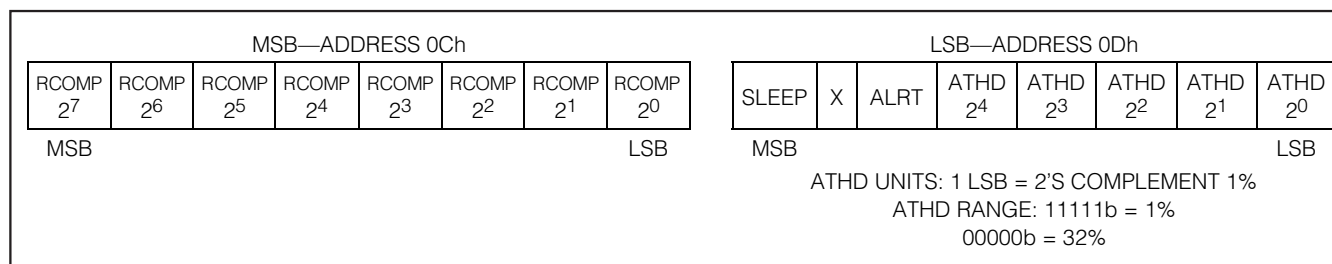 MSB—ADDRESS 0Ch
RCOMP 2^7 RCOMP 2^6 RCOMP 2^5 RCOMP 2^4 RCOMP 2^3 RCOMP 2^2 RCOMP 2^1 RCOMP 2^0
MSB LSB
LSB—ADDRESS 0Dh
SLEEP X ALRT ATHD 2^4 ATHD 2^3 ATHD 2^2 ATHD 2^1 ATHD 2^0
MSB LSB
ATHD UNITS: 1 LSB = 2'S COMPLEMENT 1%
ATHD RANGE: 11111b = 1%
00000b = 32%